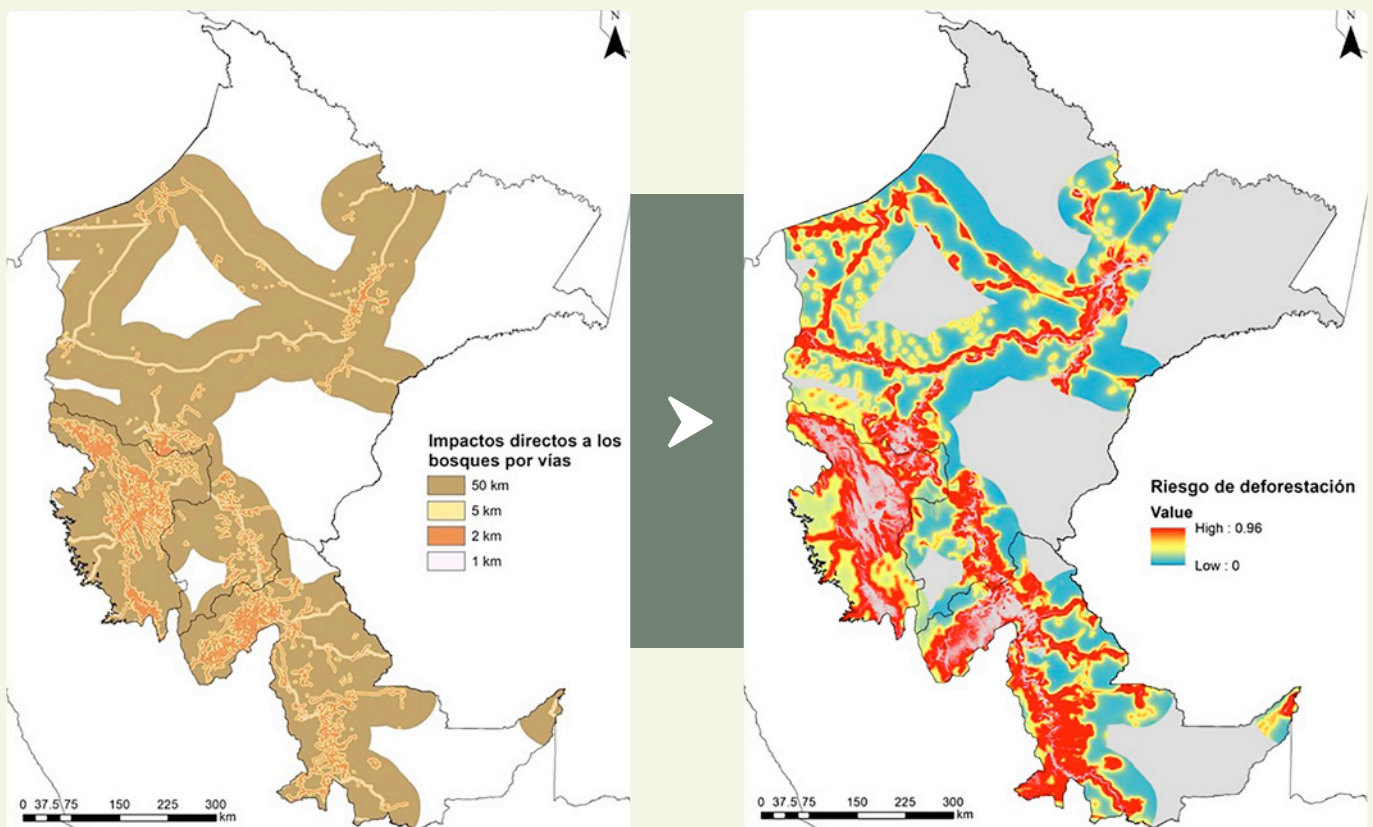 N
Impactos directos a los
bosques por vías
50 km
5 km
2 km
1 km
0 37.5 75 150 225 300
km
N
Riesgo de deforestación
Value
High : 0.96
Low : 0
0 37.5 75 150 225 300
km